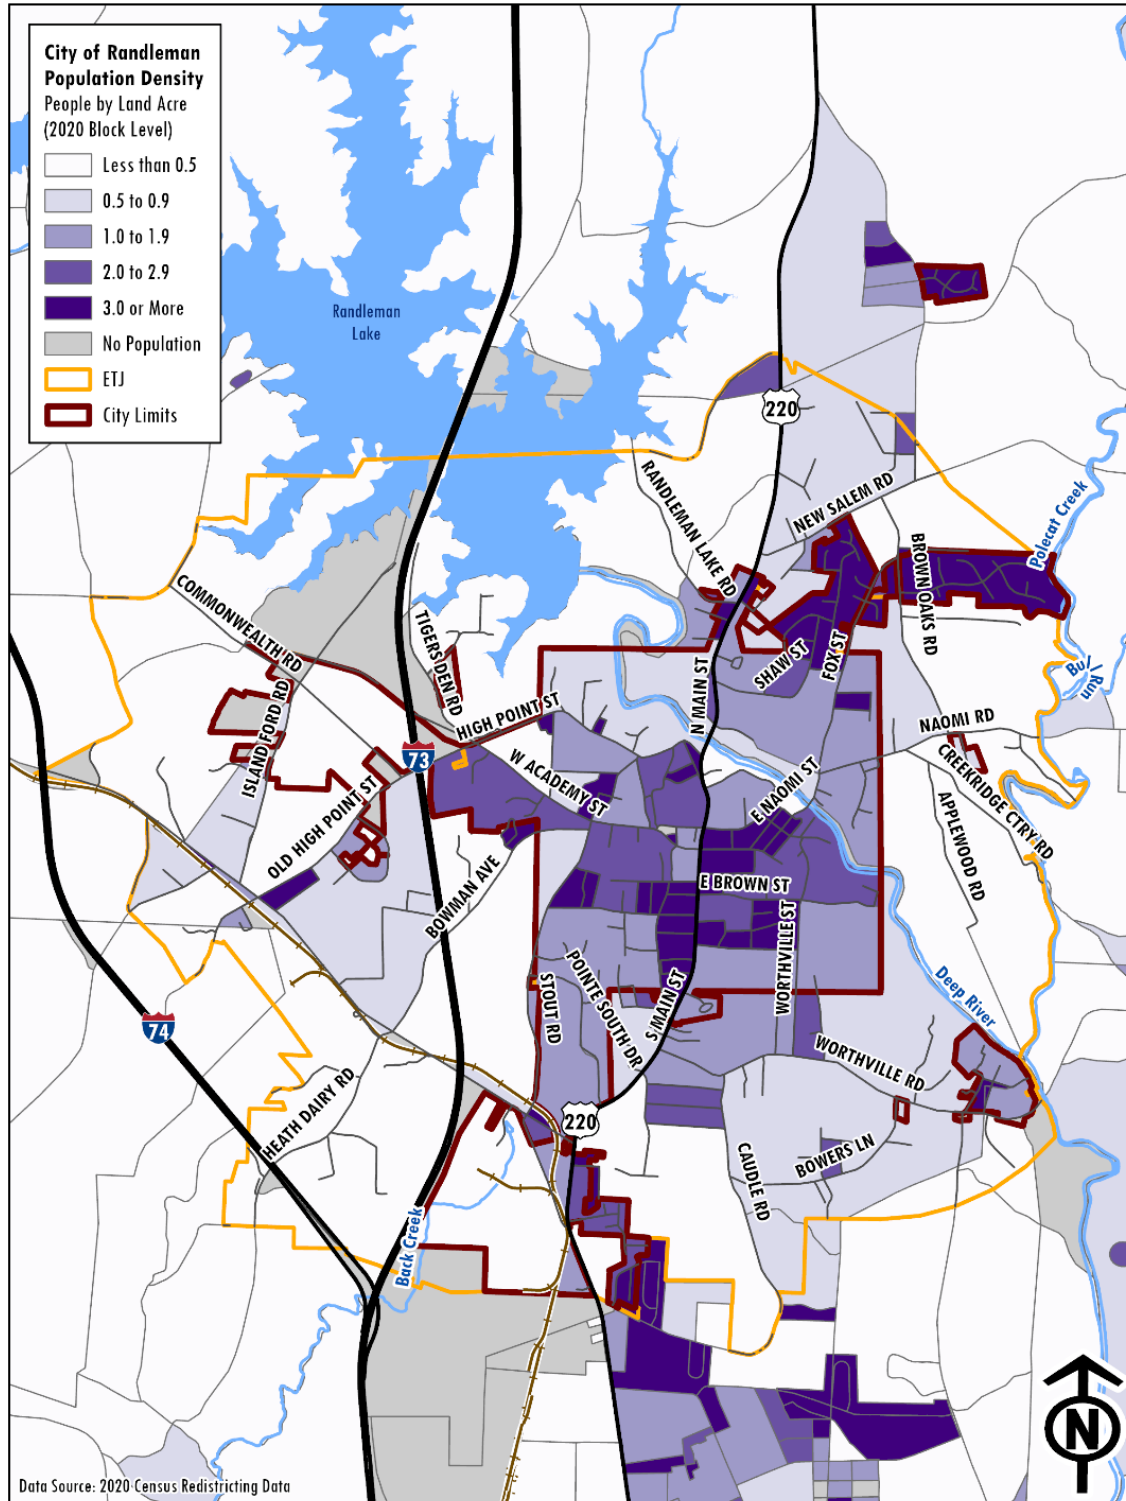 City of Randleman
Population Density
People by Land Acre
(2020 Block Level)
Less than 0.5
0.5 to 0.9
1.0 to 1.9
2.0 to 2.9
3.0 or More
No Population
ETJ
City Limits
Randleman
Lake
220
RANDLEMAN LAKE RD
NEW SALEM RD
Polecat Creek
BROWN OAKS RD
COMMONWEALTH RD
TIGERS DEN RD
SHAW ST
FOX ST
N MAIN ST
Bull Run
ISLAND FORD RD
HIGH POINT ST
NAOMI RD
73
W ACADEMY ST
E NAOMI ST
CREEKRIDGE CTRY RD
OLD HIGH POINT ST
APPLEWOOD RD
BOWMAN AVE
E BROWN ST
WORTHVILLE ST
POINTE SOUTH DR
STOUT RD
S MAIN ST
Deep River
74
WORTHVILLE RD
HEATH DAIRY RD
220
BOWERS LN
CAUDLE RD
Back Creek
N
Data Source: 2020 Census Redistricting Data